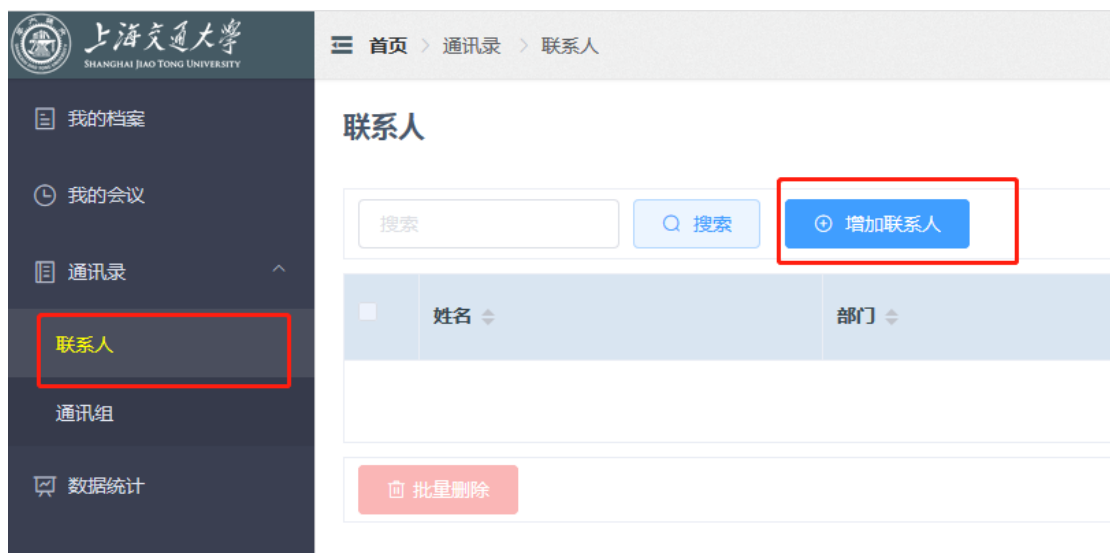 上海交通大学
SHANGHAI JIAO TONG UNIVERSITY
首页 > 通讯录 > 联系人
我的档案
我的会议
通讯录
联系人
通讯组
数据统计
联系人
搜索 搜索 增加联系人
姓名 部门
批量删除